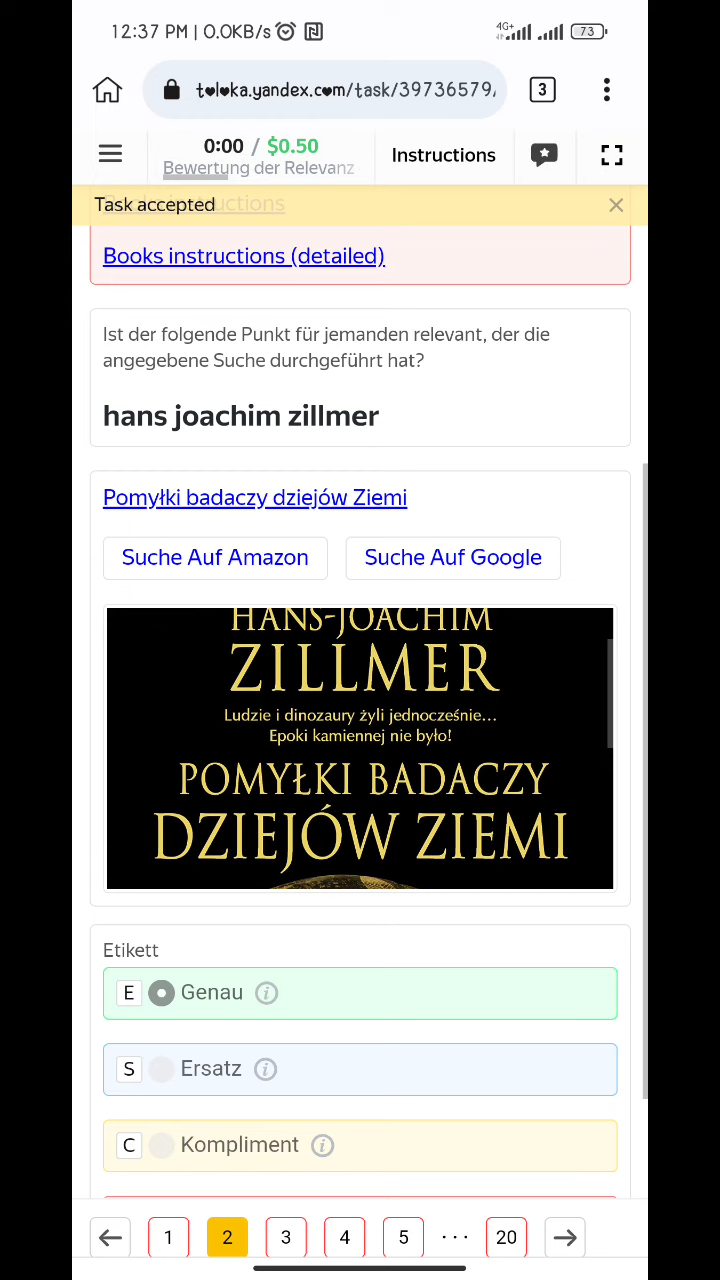 12:37 PM | 0.0KB/s
4G+
73
toloka.yandex.com/task/39736579/
3
0:00 / $0.50
Bewertung der Relevanz
Instructions
Task accepted
Books instructions (detailed)
Ist der folgende Punkt für jemanden relevant, der die
angegebene Suche durchgeführt hat?
hans joachim zillmer
Pomyłki badaczy dziejów Ziemi
Suche Auf Amazon
Suche Auf Google
HANS-JOACHIM
ZILLMER
Ludzie i dinozaury żyli jednocześnie...
Epoki kamiennej nie było!
POMYŁKI BADACZY
DZIEJÓW ZIEMI
Etikett
E Genau i
S Ersatz i
C Kompliment i
1 2 3 4 5 ... 20